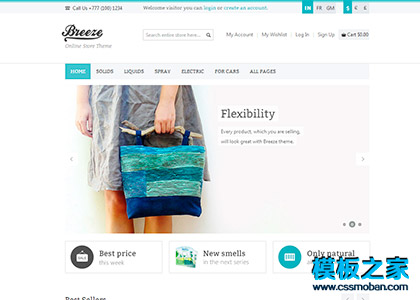 Call Us +777 (100) 1234
Welcome visitor you can login or create an account.
EN FR GM $ € £
Breeze
Online Store Theme
Search entire store here...
My Account My Wishlist Log In Sign Up Cart $0.00
HOME SOLIDS LIQUIDS SPRAY ELECTRIC FOR CARS ALL PAGES
Flexibility
Every product, which you are selling,
will look great with Breeze theme.
Best price
this week
New smells
in the next series
Only natural
模板之家
www.cssmoban.com
Best Sellers